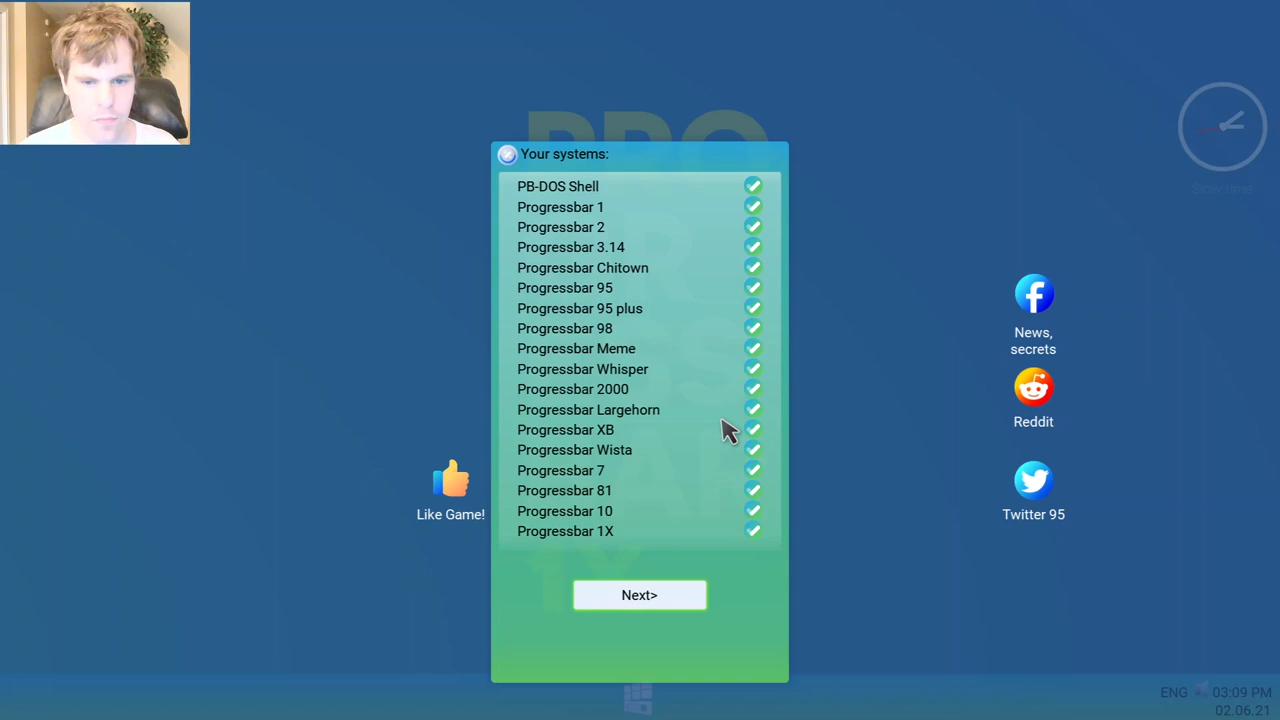 Your systems:
PB-DOS Shell
Progressbar 1
Progressbar 2
Progressbar 3.14
Progressbar Chitown
Progressbar 95
Progressbar 95 plus
Progressbar 98
Progressbar Meme
Progressbar Whisper
Progressbar 2000
Progressbar Largehorn
Progressbar XB
Progressbar Wista
Progressbar 7
Progressbar 81
Progressbar 10
Progressbar 1X
Next>
Like Game!
Slow time
News,
secrets
Reddit
Twitter 95
ENG 03:09 PM
02.06.21